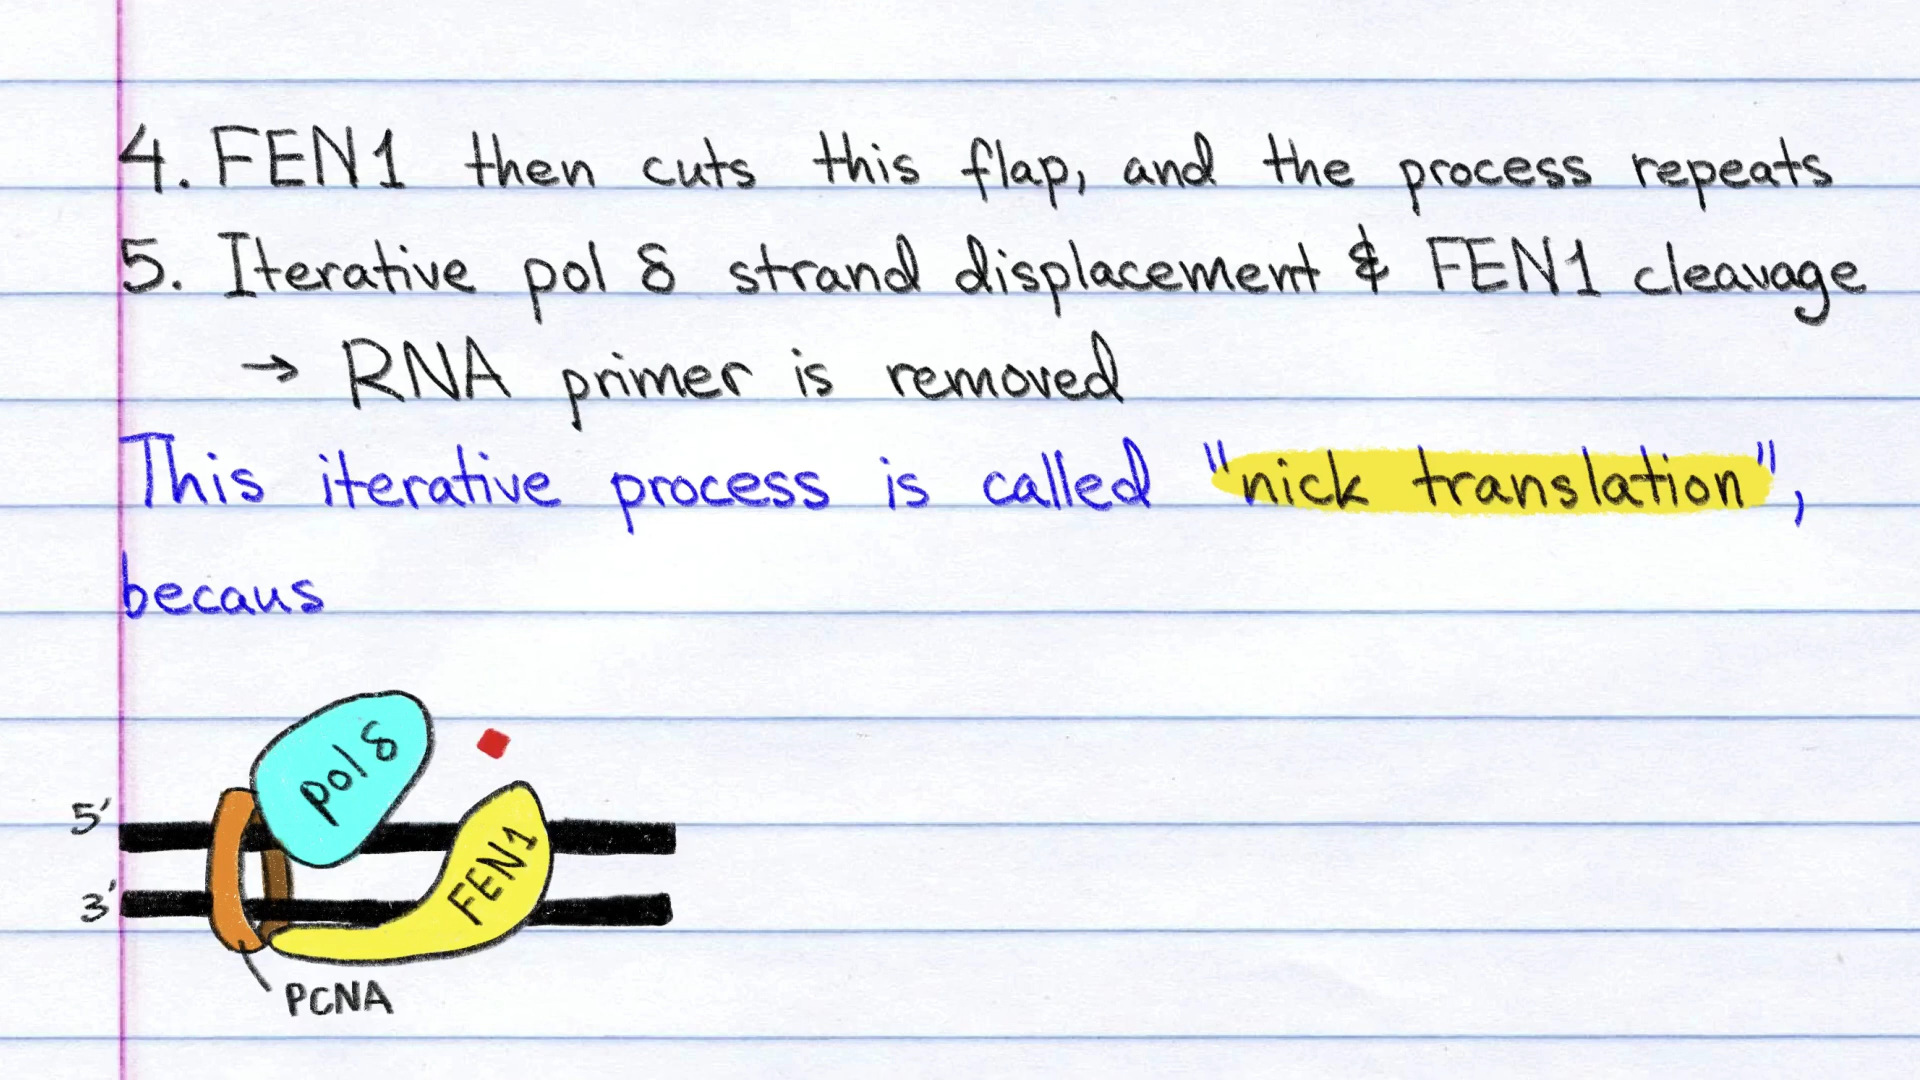 4. FEN1 then cuts this flap, and the process repeats
5. Iterative pol δ strand displacement & FEN1 cleavage
→ RNA primer is removed
This iterative process is called "nick translation",
becaus
pol δ
5'
FEN1
3'
PCNA